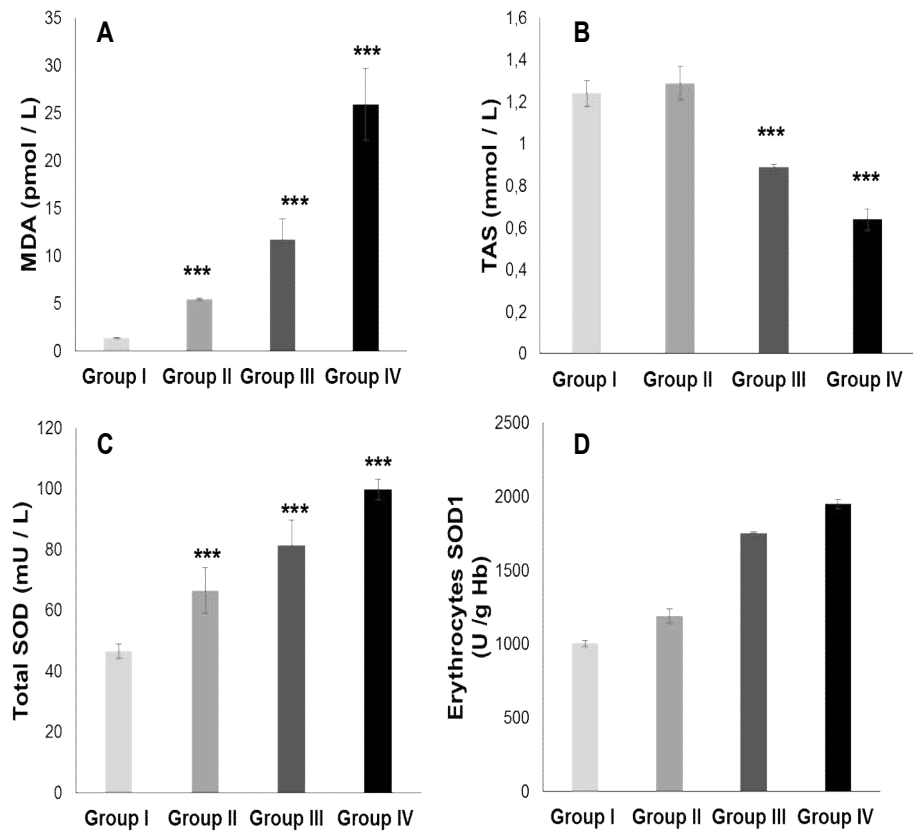 A
MDA (pmol / L)
35
30
25
20
15
10
5
0
***
***
***
Group I Group II Group III Group IV
B
TAS (mmol / L)
1,6
1,4
1,2
1
0,8
0,6
0,4
0,2
0
***
***
Group I Group II Group III Group IV
C
Total SOD (mU / L)
120
100
80
60
40
20
0
***
***
***
Group I Group II Group III Group IV
D
Erythrocytes SOD1
(U /g Hb)
2500
2000
1500
1000
500
0
Group I Group II Group III Group IV